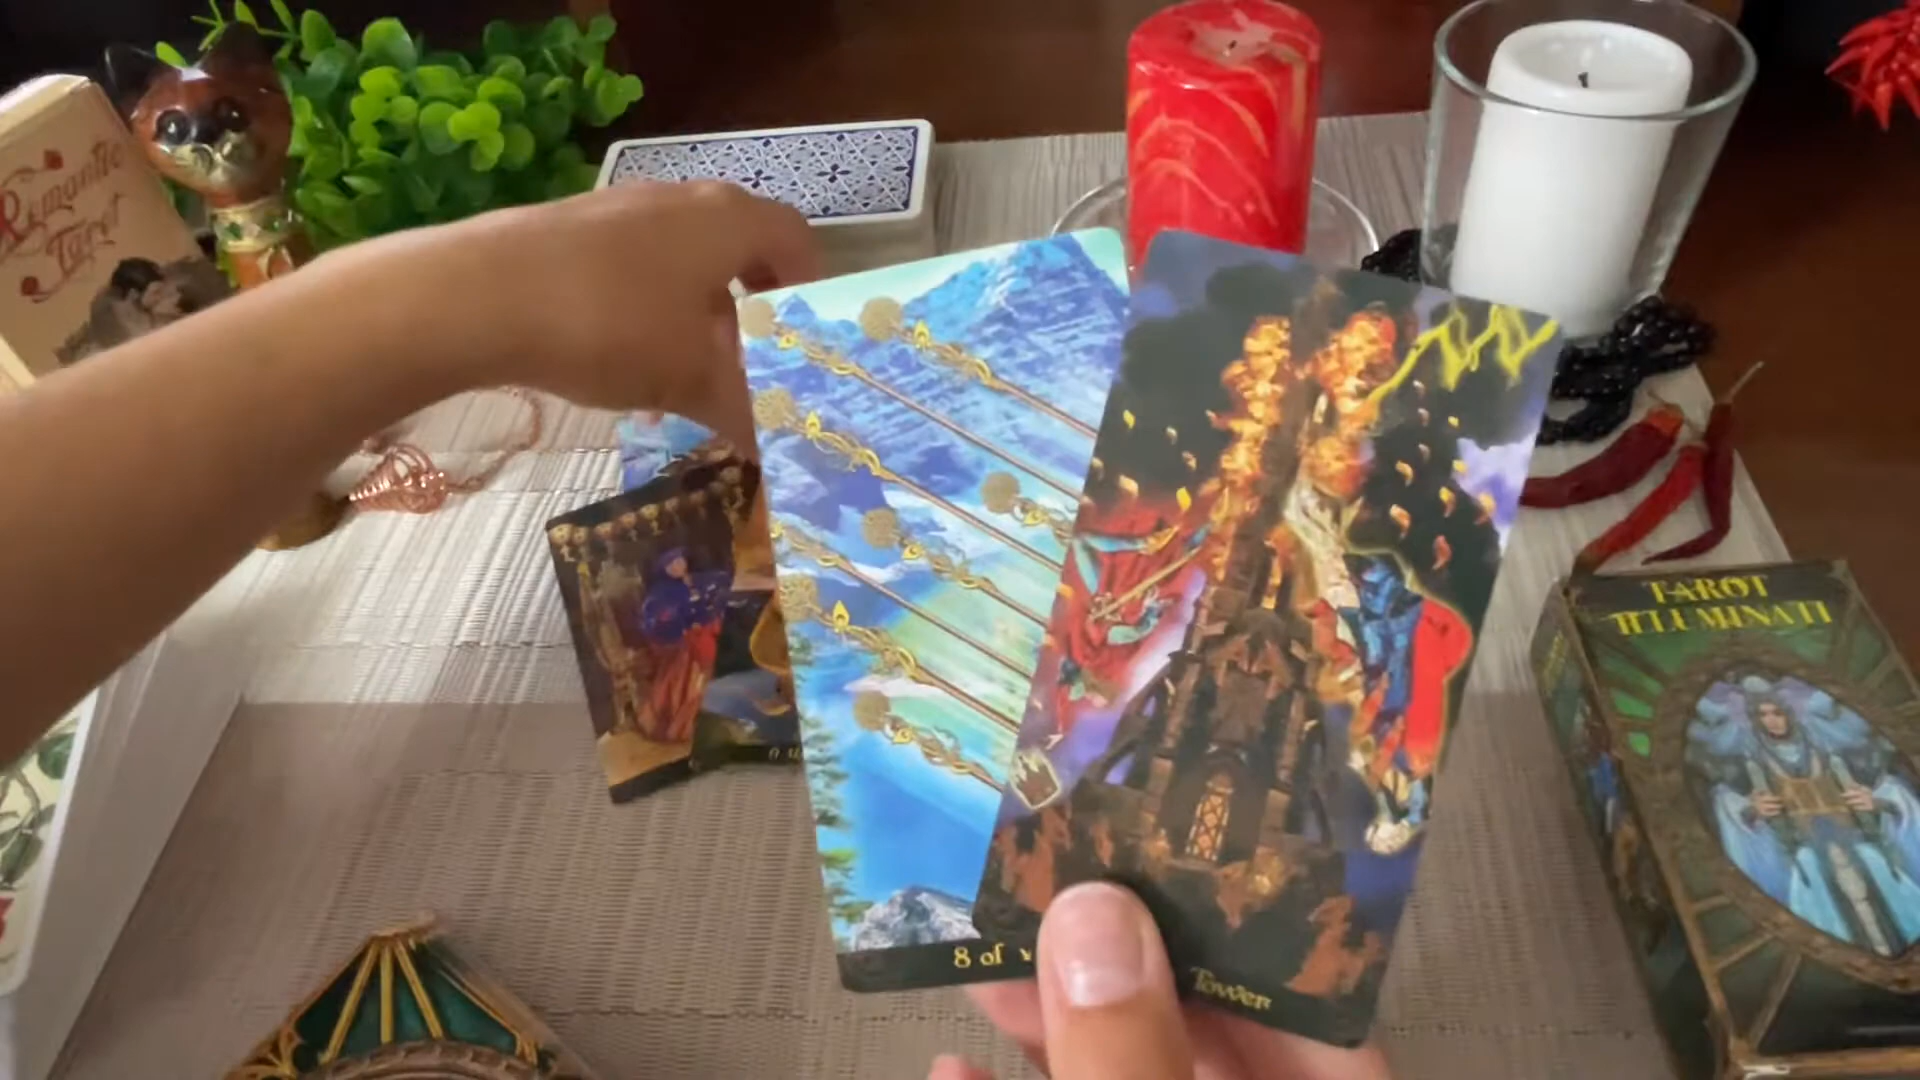 Romantic
Tarot
TAROT
ILLUMINATI
8 of
Tower